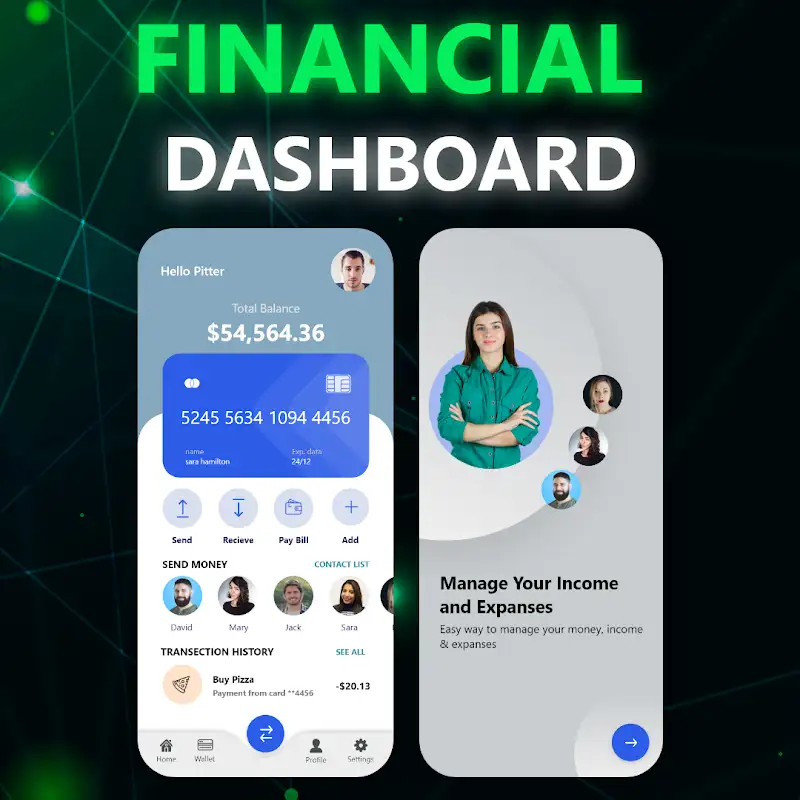 FINANCIAL
DASHBOARD
Hello Pitter
Total Balance
$54,564.36
5245 5634 1094 4456
name Exp. data
sara hamilton 24/12
Send Recieve Pay Bill Add
SEND MONEY CONTACT LIST
David Mary Jack Sara
TRANSECTION HISTORY SEE ALL
Buy Pizza
Payment from card **4456
-$20.13
Home Wallet Profile Settings
Manage Your Income
and Expanses
Easy way to manage your money, income
& expanses